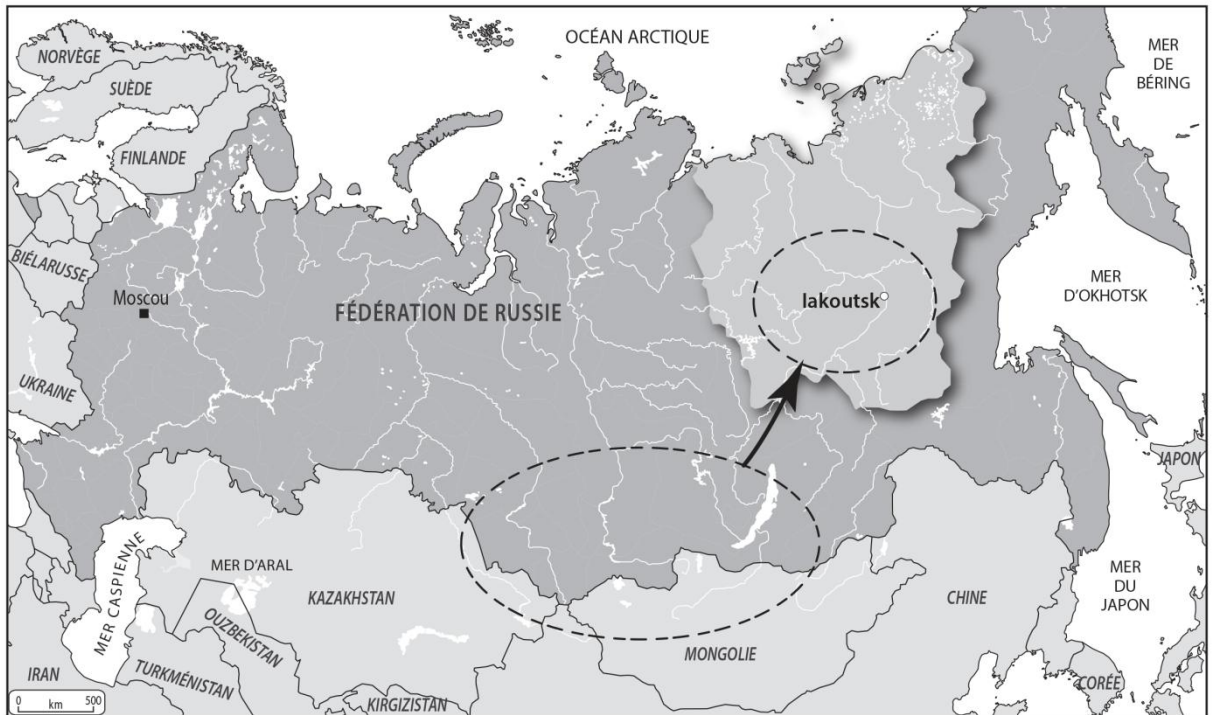 OCÉAN ARCTIQUE
MER
DE
BÉRING
NORVÈGE
SUÈDE
FINLANDE
BIÉLARUSSE
Moscou
FÉDÉRATION DE RUSSIE
Iakoutsk
MER
D'OKHOTSK
UKRAINE
JAPON
MER CASPIENNE
MER D'ARAL
KAZAKHSTAN
OUZBEKISTAN
CHINE
MER
DU
JAPON
MONGOLIE
IRAN
TURKMÉNISTAN
KIRGIZISTAN
CORÉE
0 km 500